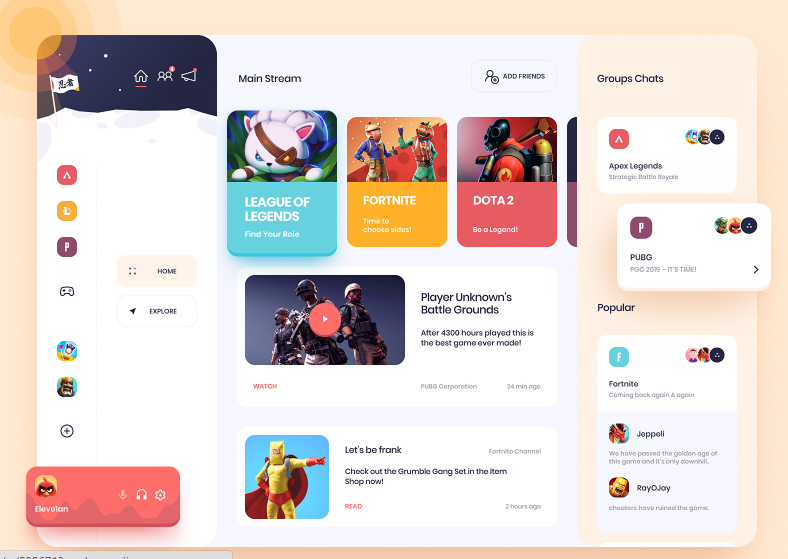 忍者
4
Main Stream
ADD FRIENDS
Groups Chats
LEAGUE OF
LEGENDS
Find Your Role
FORTNITE
Time to
choose sides!
DOTA 2
Be a Legend!
Apex Legends
Strategic Battle Royale
P
PUBG
PGC 2019 – IT'S TIME!
P
HOME
EXPLORE
Player Unknown's
Battle Grounds
After 4300 hours played this is
the best game ever made!
WATCH
PUBG Corporation
24 min ago
Popular
F
Fortnite
Coming back again & again
Jeppeli
We have passed the golden age of
this game and it's only downhill.
RayOJay
cheaters have ruined the game.
Let's be frank
Fortnite Channel
Check out the Grumble Gang Set in the Item
Shop now!
READ
2 hours ago
Elevelan